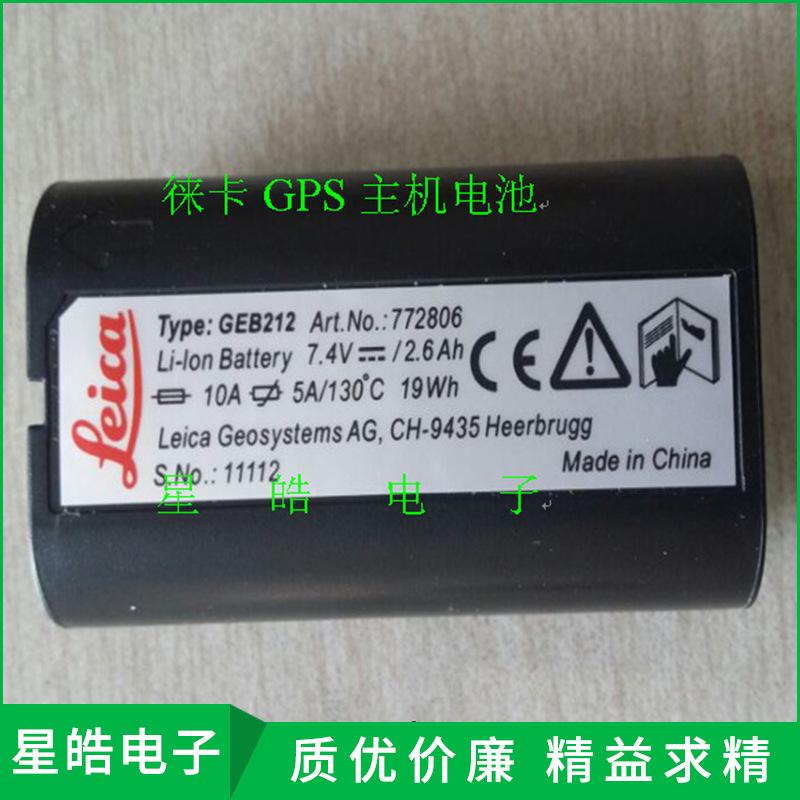 徕卡 GPS 主机电池
Leica
Type: GEB212 Art.No.:772806
Li-Ion Battery 7.4V /2.6Ah
10A 5A/130°C 19Wh
CE
Leica Geosystems AG, CH-9435 Heerbrugg
S.No.: 11112
Made in China
星皓电子
星皓电子
质优价廉 精益求精